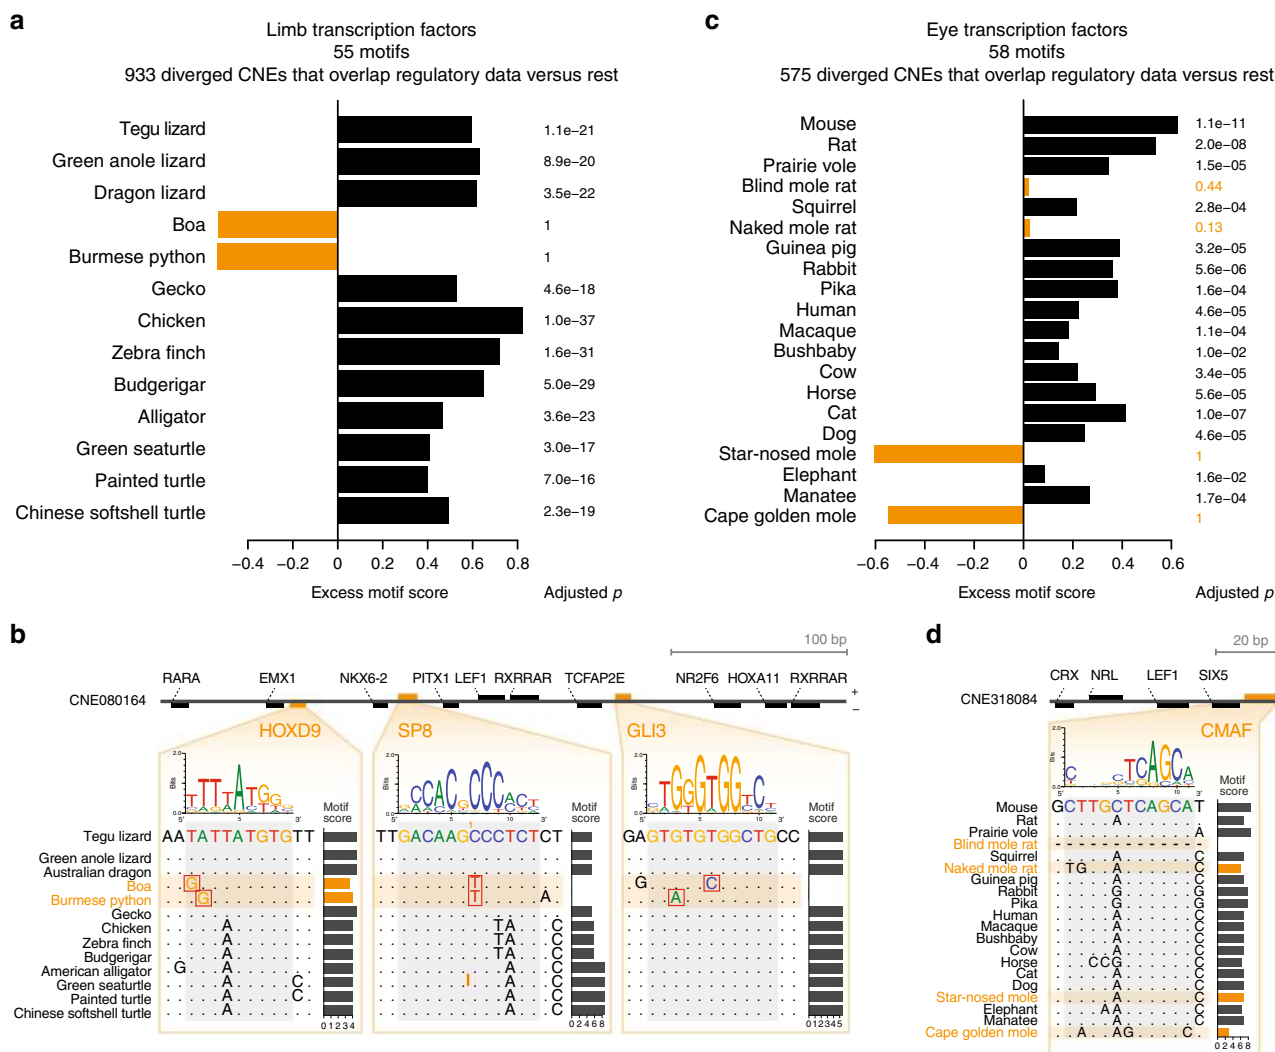 a
Limb transcription factors
55 motifs
933 diverged CNEs that overlap regulatory data versus rest
Tegu lizard 1.1e−21
Green anole lizard 8.9e−20
Dragon lizard 3.5e−22
Boa 1
Burmese python 1
Gecko 4.6e−18
Chicken 1.0e−37
Zebra finch 1.6e−31
Budgerigar 5.0e−29
Alligator 3.6e−23
Green seaturtle 3.0e−17
Painted turtle 7.0e−16
Chinese softshell turtle 2.3e−19
−0.4 −0.2 0 0.2 0.4 0.6 0.8
Excess motif score Adjusted p
c
Eye transcription factors
58 motifs
575 diverged CNEs that overlap regulatory data versus rest
Mouse 1.1e−11
Rat 2.0e−08
Prairie vole 1.5e−05
Blind mole rat 0.44
Squirrel 2.8e−04
Naked mole rat 0.13
Guinea pig 3.2e−05
Rabbit 5.6e−06
Pika 1.6e−04
Human 4.6e−05
Macaque 1.1e−04
Bushbaby 1.0e−02
Cow 3.4e−05
Horse 5.6e−05
Cat 1.0e−07
Dog 4.6e−05
Star-nosed mole 1
Elephant 1.6e−02
Manatee 1.7e−04
Cape golden mole 1
−0.6 −0.4 −0.2 0 0.2 0.4 0.6
Excess motif score Adjusted p
b
100 bp
RARA EMX1 NKX6-2 PITX1 LEF1 RXRRAR TCFAP2E NR2F6 HOXA11 RXRRAR
CNE080164 + −
HOXD9 SP8 GLI3
Motif score Motif score Motif score
Tegu lizard AATATTATGTGTT TTGACAAGCCCTCTCT GAGTGTGTGGCTGCC
Green anole lizard
Australian dragon
Boa G T G C
Burmese python G T A A
Gecko
Chicken A TA C
Zebra finch A TA C
Budgerigar A TA C
American alligator G A A C
Green seaturtle A C I A C
Painted turtle A C A C
Chinese softshell turtle A A C
0 1 2 3 4 0 2 4 6 8 0 1 2 3 4 5
d
20 bp
CRX NRL LEF1 SIX5
CNE318084
CMAF
Motif score
Mouse GCTTGCTCAGCAT
Rat A
Prairie vole A
Blind mole rat - - - - - - - - - - - - -
Squirrel A C
Naked mole rat TG A C
Guinea pig A C
Rabbit G G
Pika G G
Human A C
Macaque A C
Bushbaby A C
Cow A C
Horse CCG C
Cat A C
Dog A C
Star-nosed mole A C
Elephant AA C
Manatee A C
Cape golden mole A AG C
0 2 4 6 8